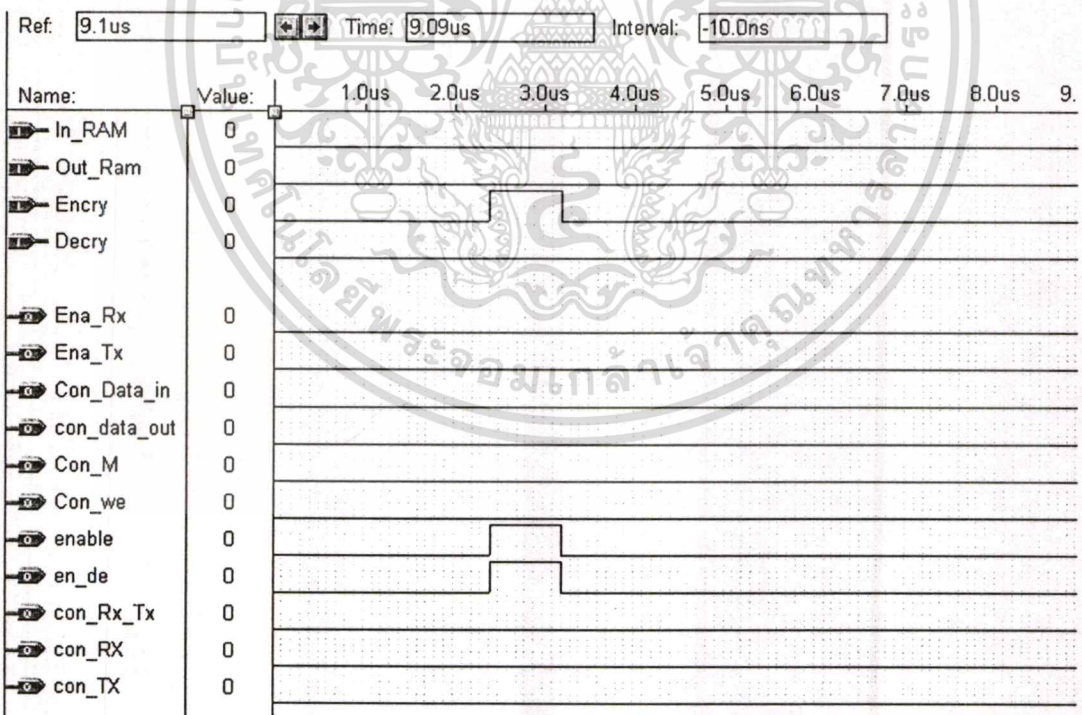 Ref: 9.1us Time: 9.09us Interval: -10.0ns
Name: Value: 1.0us 2.0us 3.0us 4.0us 5.0us 6.0us 7.0us 8.0us 9.
In_RAM 0
Out_Ram 0
Encry 0
Decry 0
Ena_Rx 0
Ena_Tx 0
Con_Data_in 0
con_data_out 0
Con_M 0
Con_we 0
enable 0
en_de 0
con_Rx_Tx 0
con_RX 0
con_TX 0